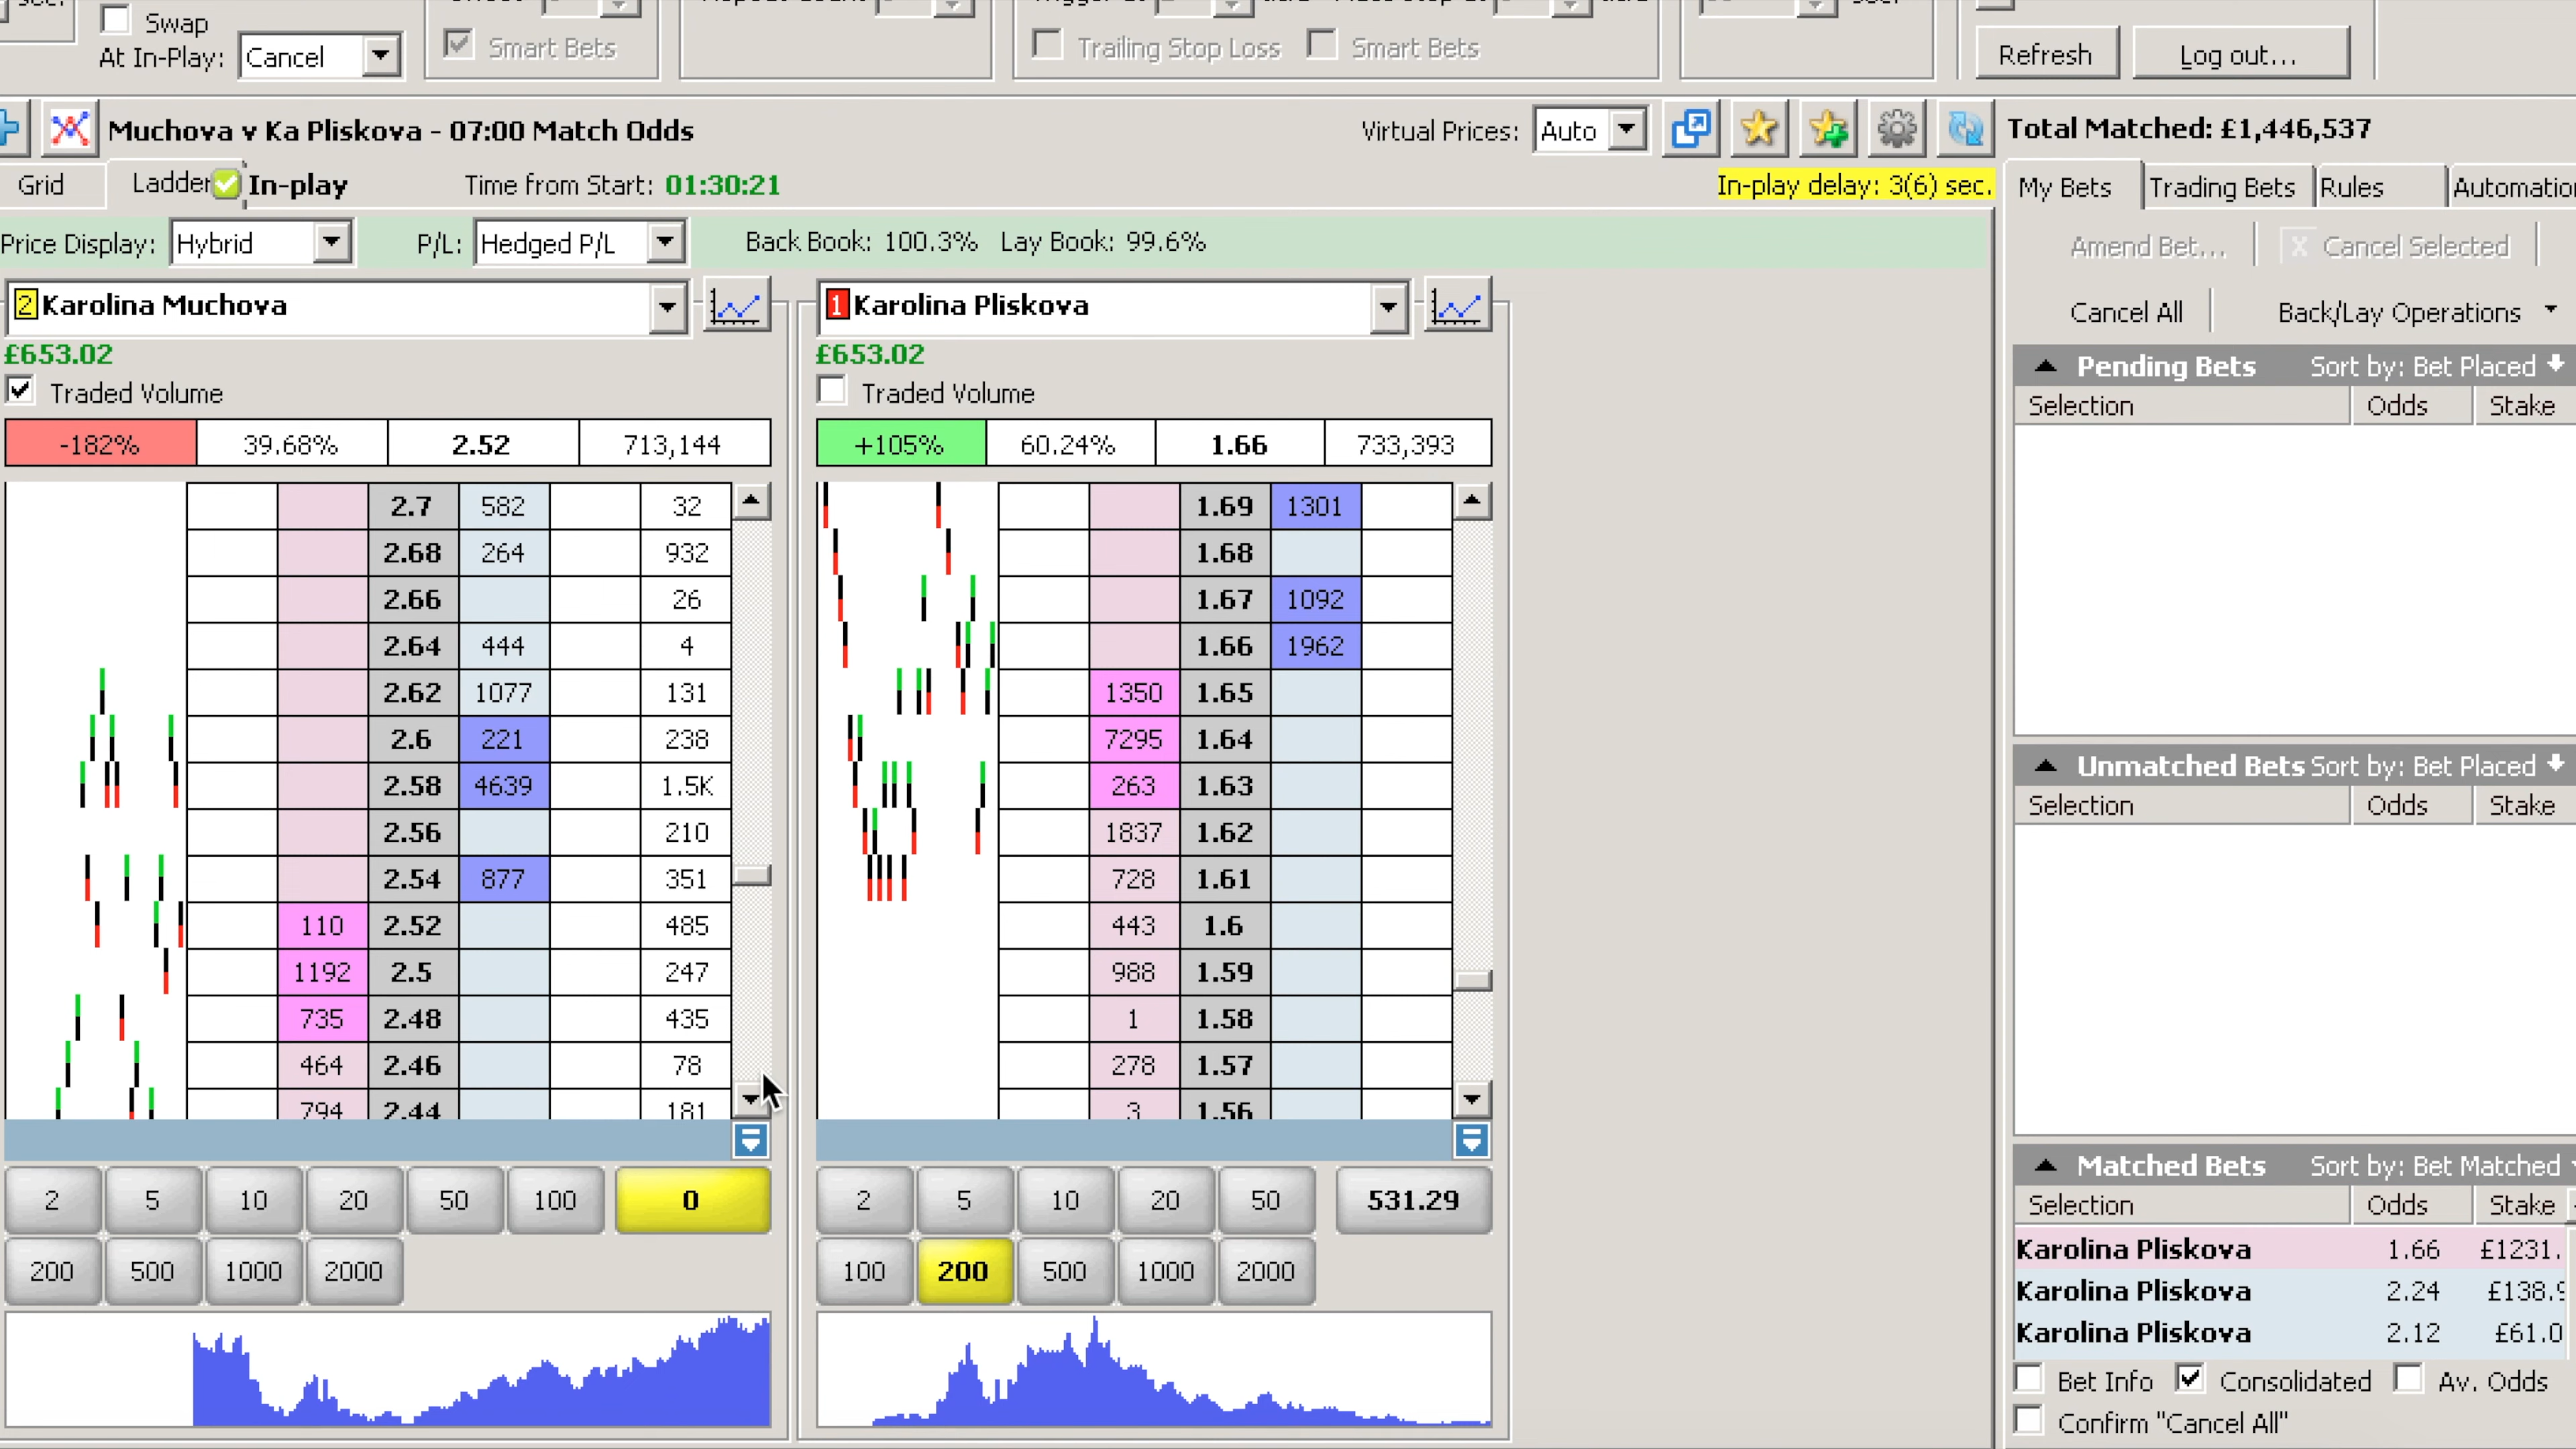 Swap
At In-Play: Cancel
Smart Bets
Trailing Stop Loss Smart Bets
Refresh Log out...
Muchova v Ka Pliskova - 07:00 Match Odds Virtual Prices: Auto Total Matched: £1,446,537
Grid Ladder In-play Time from Start: 01:30:21 In-play delay: 3(6) sec. My Bets Trading Bets Rules
Price Display: Hybrid P/L: Hedged P/L Back Book: 100.3% Lay Book: 99.6% Amend Bet... X Cancel Selected
Cancel All Back/Lay Operations
2 Karolina Muchova
£653.02
Traded Volume
-182% 39.68% 2.52 713,144
2.7 582 32
2.68 264 932
2.66 26
2.64 444 4
2.62 1077 131
2.6 221 238
2.58 4639 1.5K
2.56 210
2.54 877 351
110 2.52 485
1192 2.5 247
735 2.48 435
464 2.46 78
794 2.44 181
2 5 10 20 50 100 0
200 500 1000 2000
1 Karolina Pliskova
£653.02
Traded Volume
+105% 60.24% 1.66 733,393
1.69 1301
1.68
1.67 1092
1.66 1962
1350 1.65
7295 1.64
263 1.63
1837 1.62
728 1.61
443 1.6
988 1.59
1 1.58
278 1.57
3 1.56
2 5 10 20 50 531.29
100 200 500 1000 2000
Pending Bets Sort by: Bet Placed
Selection Odds Stake
Unmatched Bets Sort by: Bet Placed
Selection Odds Stake
Matched Bets Sort by: Bet Matched
Selection Odds Stake
Karolina Pliskova 1.66 £1231.
Karolina Pliskova 2.24 £138.
Karolina Pliskova 2.12 £61.0
Bet Info Consolidated Av. Odds
Confirm "Cancel All"